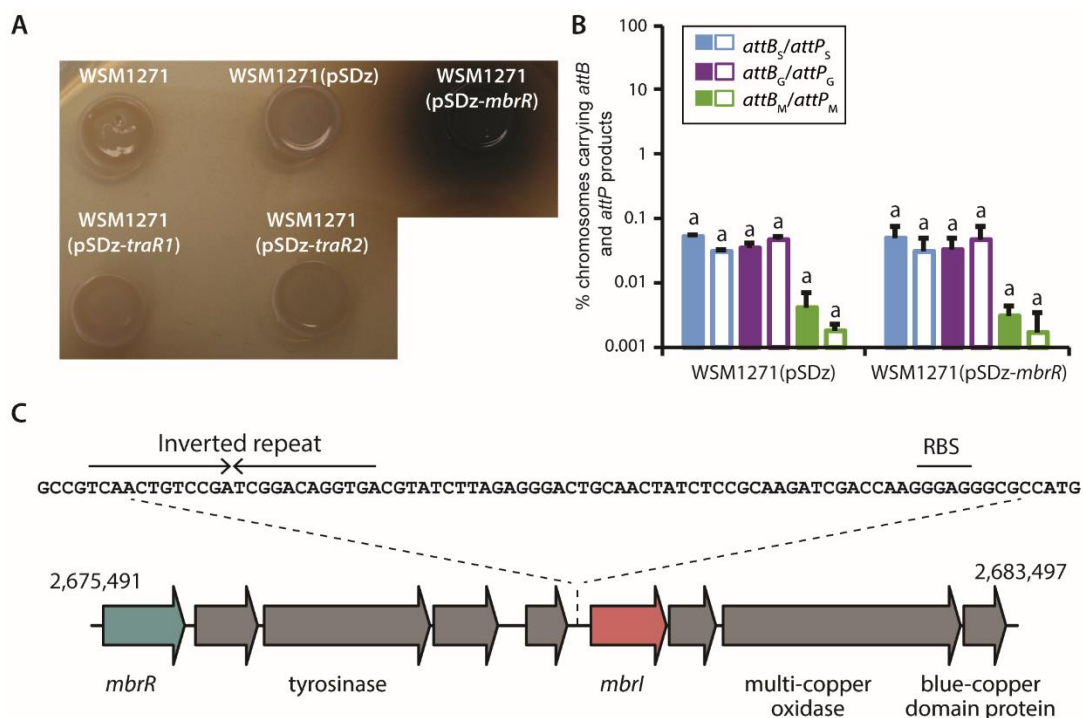 A
WSM1271
WSM1271(pSDz)
WSM1271
(pSDz-mbrR)
WSM1271
(pSDz-traR1)
WSM1271
(pSDz-traR2)
B
% chromosomes carrying attB
and attP products
100
10
1
0.1
0.01
0.001
attBS/attPS
attBG/attPG
attBM/attPM
a a a a a a
a a a a a a
WSM1271(pSDz)
WSM1271(pSDz-mbrR)
C
Inverted repeat
RBS
GCCGTCAACTGTCCGATCGGACAGGTGACGTATCTTAGAGGGACTGCAACTATCTCCGCAAGATCGACCAAGGGAGGGCGCCATG
2,675,491
2,683,497
mbrR
tyrosinase
mbrI
multi-copper
oxidase
blue-copper
domain protein